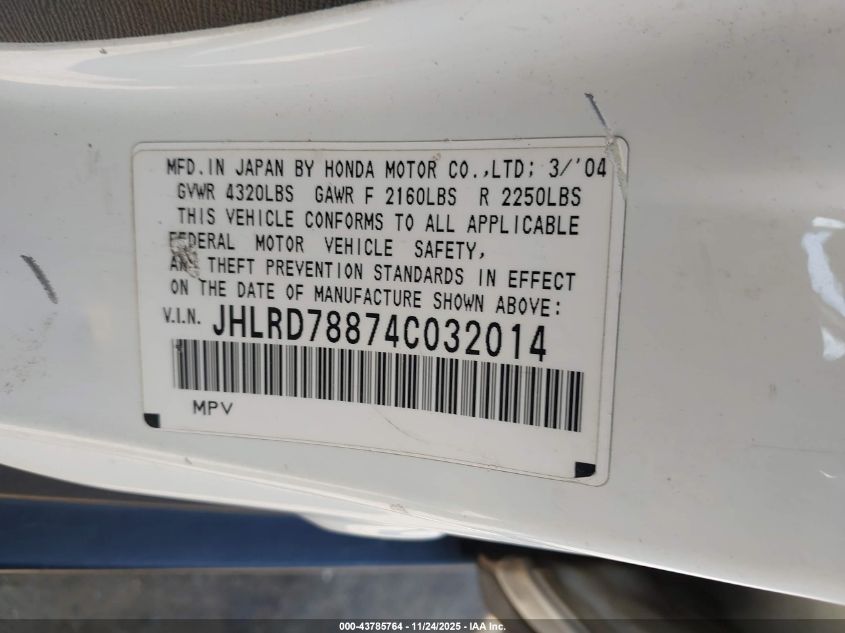 MFD.IN JAPAN BY HONDA MOTOR CO.,LTD; 3/'04
GVWR 4320LBS GAWR F 2160LBS R 2250LBS
THIS VEHICLE CONFORMS TO ALL APPLICABLE
FEDERAL MOTOR VEHICLE SAFETY,
AND THEFT PREVENTION STANDARDS IN EFFECT
ON THE DATE OF MANUFACTURE SHOWN ABOVE:
V.I.N. JHLRD78874C032014
MPV
000-43785764 - 11/24/2025 - IAA Inc.